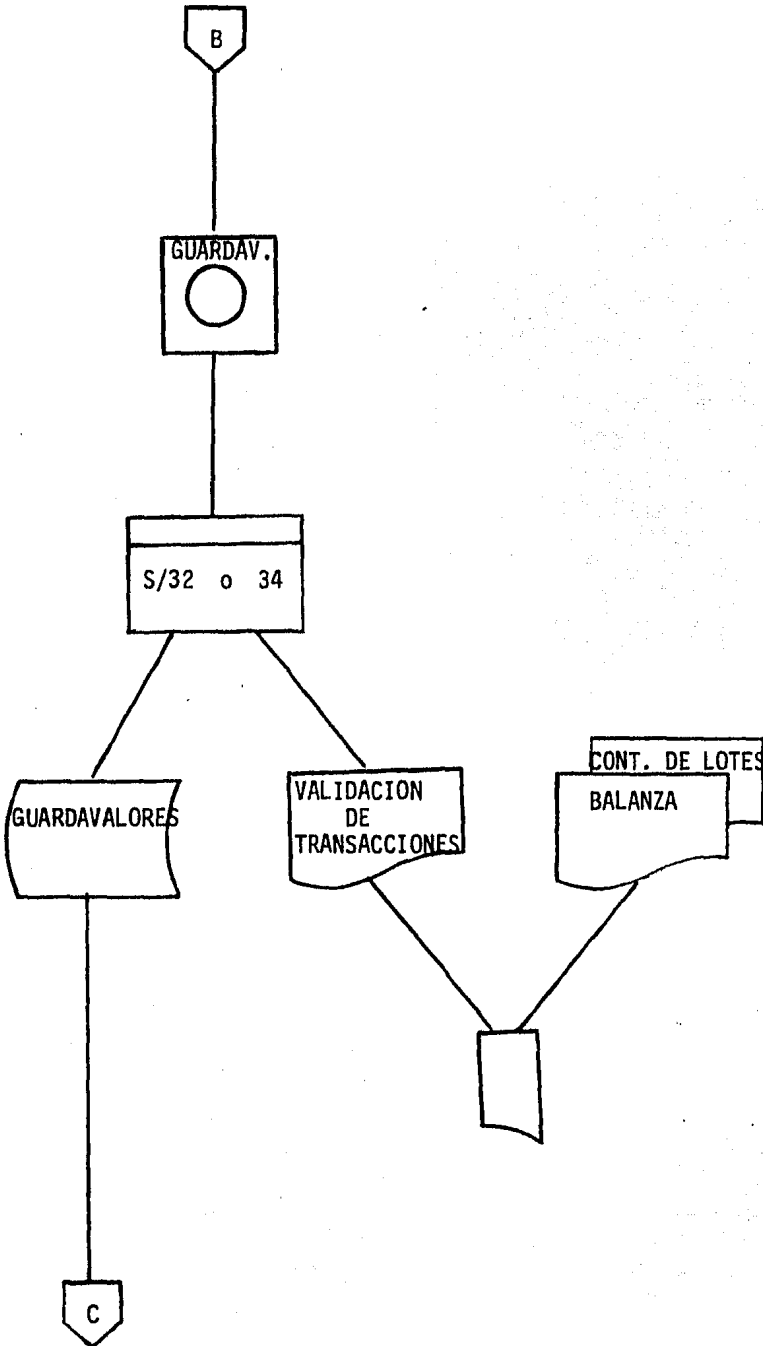 B
GUARDAV.
S/32 o 34
GUARDAVALORES
VALIDACION
DE
TRANSACCIONES
CONT. DE LOTES
BALANZA
C